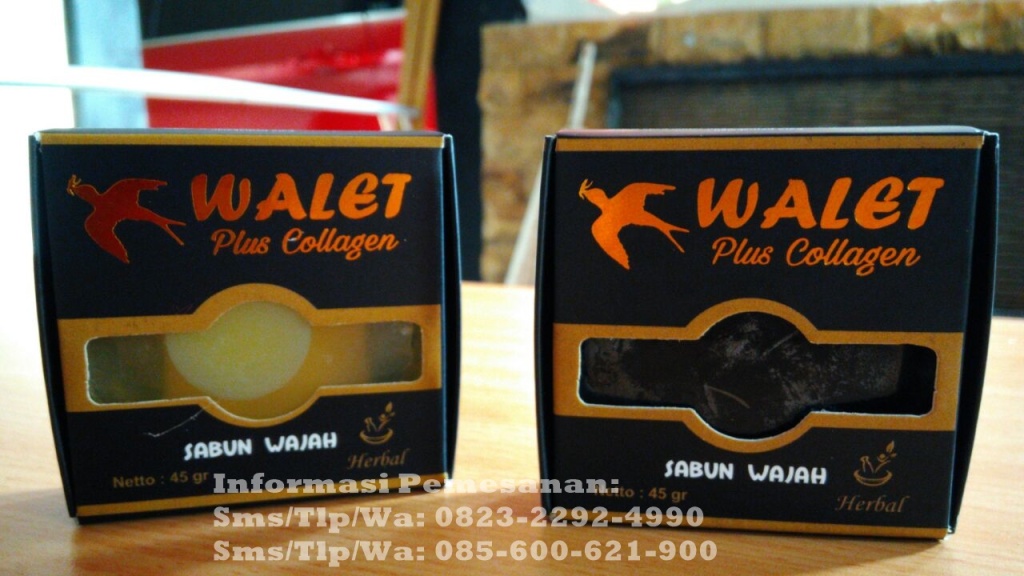 WALET
Plus Collagen
SABUN WAJAH
Herbal
Netto : 45 gr
WALET
Plus Collagen
SABUN WAJAH
Netto : 45 gr
Herbal
Informasi Pemesanan:
Sms/Tlp/Wa: 0823-2292-4990
Sms/Tlp/Wa: 085-600-621-900